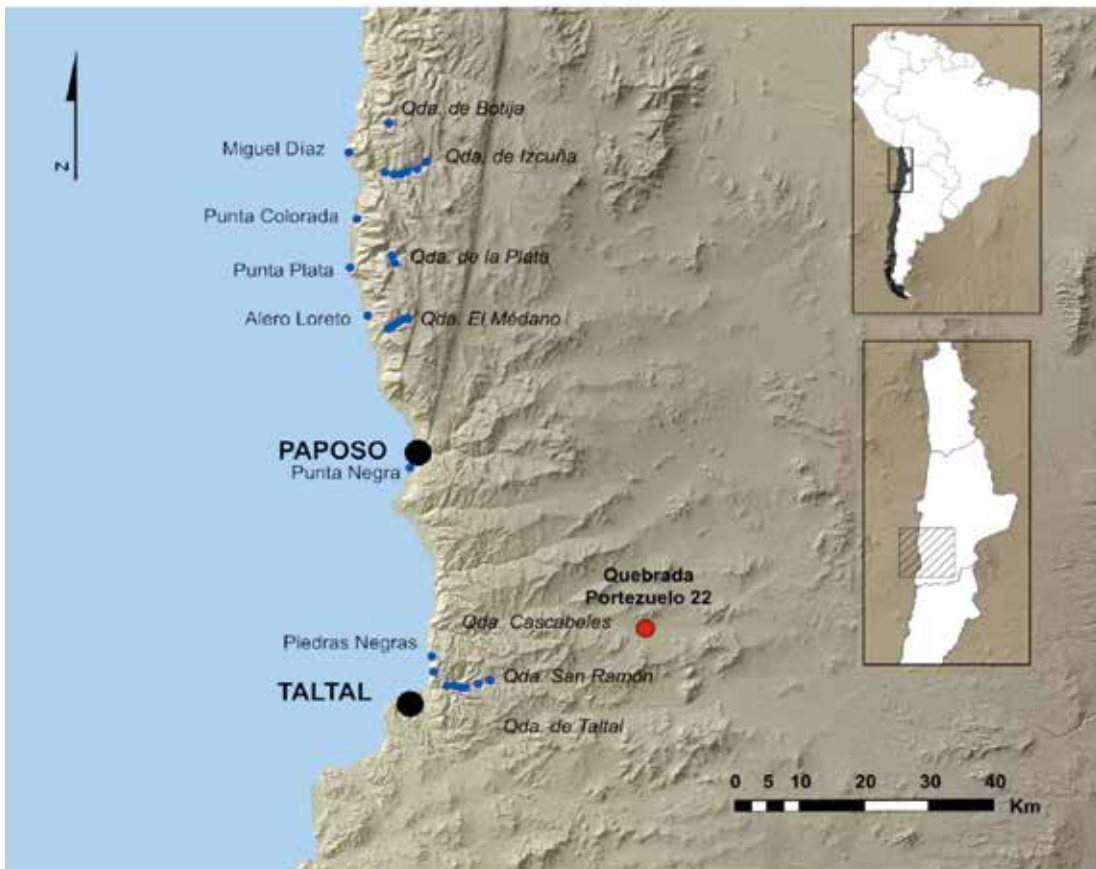 Qda. de Botija
Miguel Díaz
Qda. de Izcuña
Punta Colorada
Qda. de la Plata
Punta Plata
Alero Loreto
Qda. El Médano
PAPOSO
Punta Negra
Quebrada
Portezuelo 22
Qda. Cascabeles
Piedras Negras
Qda. San Ramón
TALTAL
Qda. de Taltal
0 5 10 20 30 40
Km
N